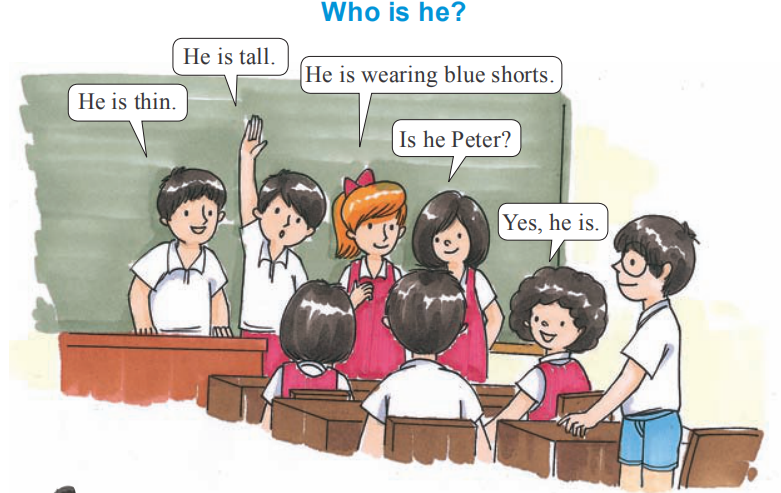 Who is he?
He is tall.
He is wearing blue shorts.
He is thin.
Is he Peter?
Yes, he is.